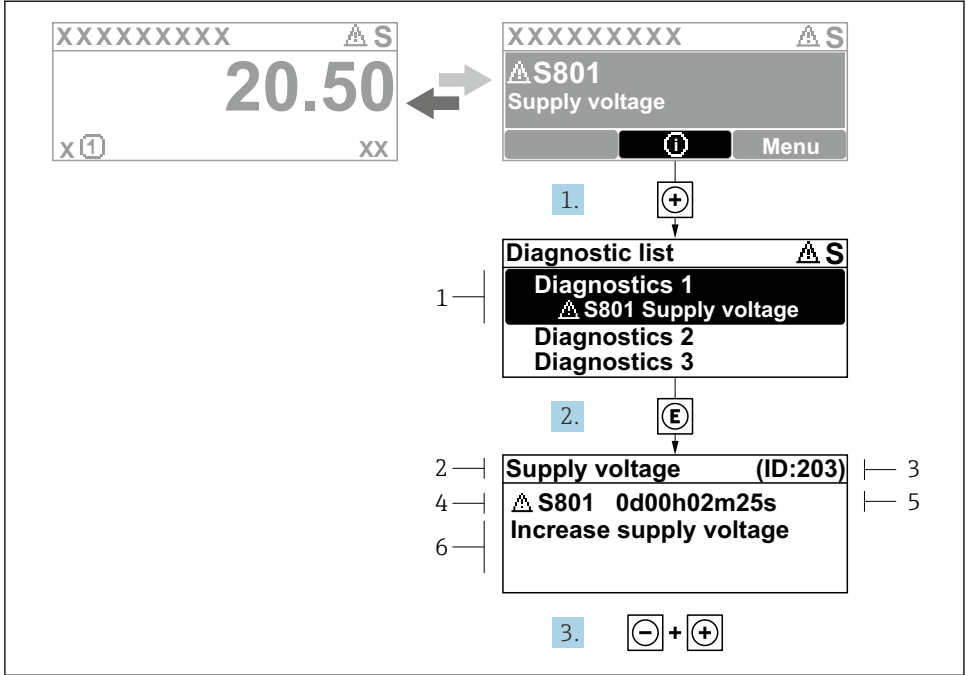 XXXXXXXXX ⚠ S
20.50
x ① XX
XXXXXXXXX ⚠ S
⚠ S801
Supply voltage
ⓘ Menu
1. +
Diagnostic list ⚠ S
1
Diagnostics 1
⚠ S801 Supply voltage
Diagnostics 2
Diagnostics 3
2. E
2 Supply voltage (ID:203) 3
4 ⚠ S801 0d00h02m25s 5
6 Increase supply voltage
3. - + +